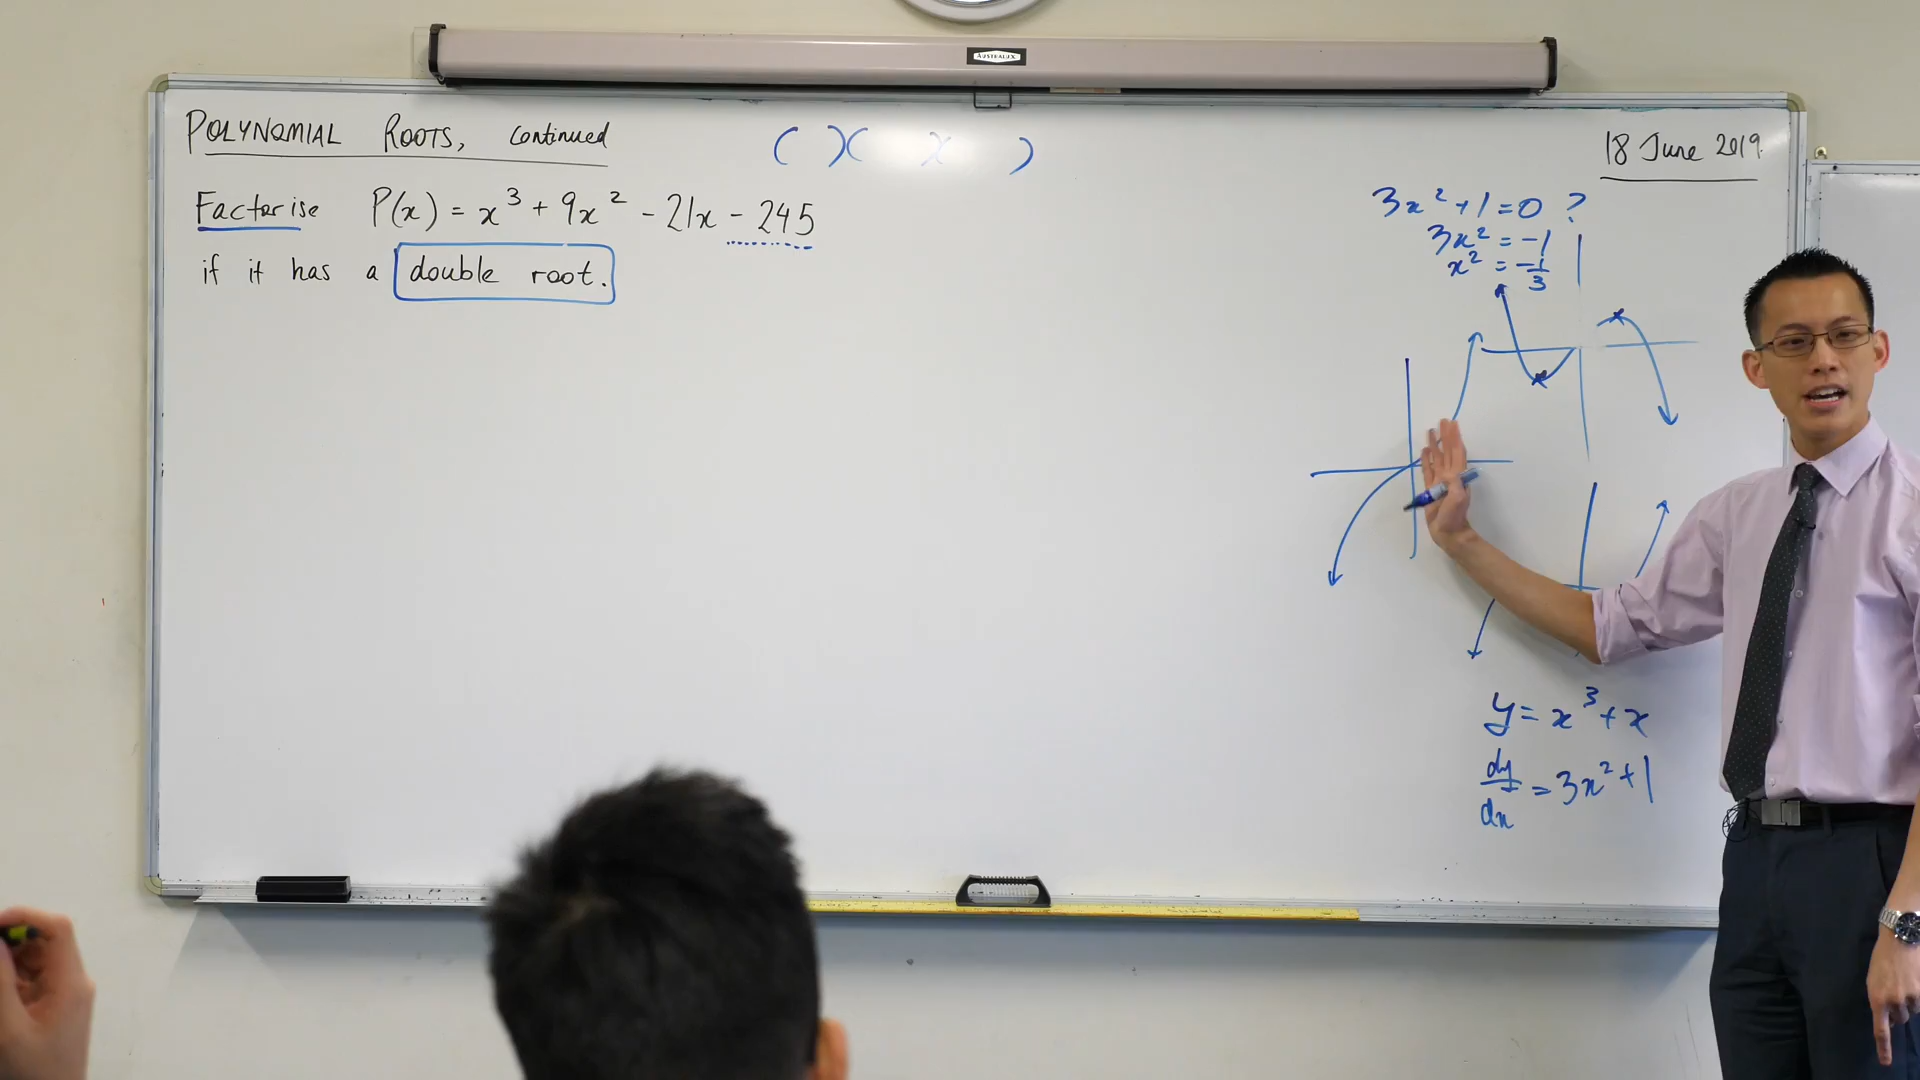 AUSTRALUX
POLYNOMIAL ROOTS, continued
( )( x )
18 June 2019
Factorise P(x) = x³ + 9x² - 21x - 245
if it has a double root.
3x² + 1 = 0 ?
3x² = -1
x² = -1/3
y = x³ + x
dy/dx = 3x² + 1